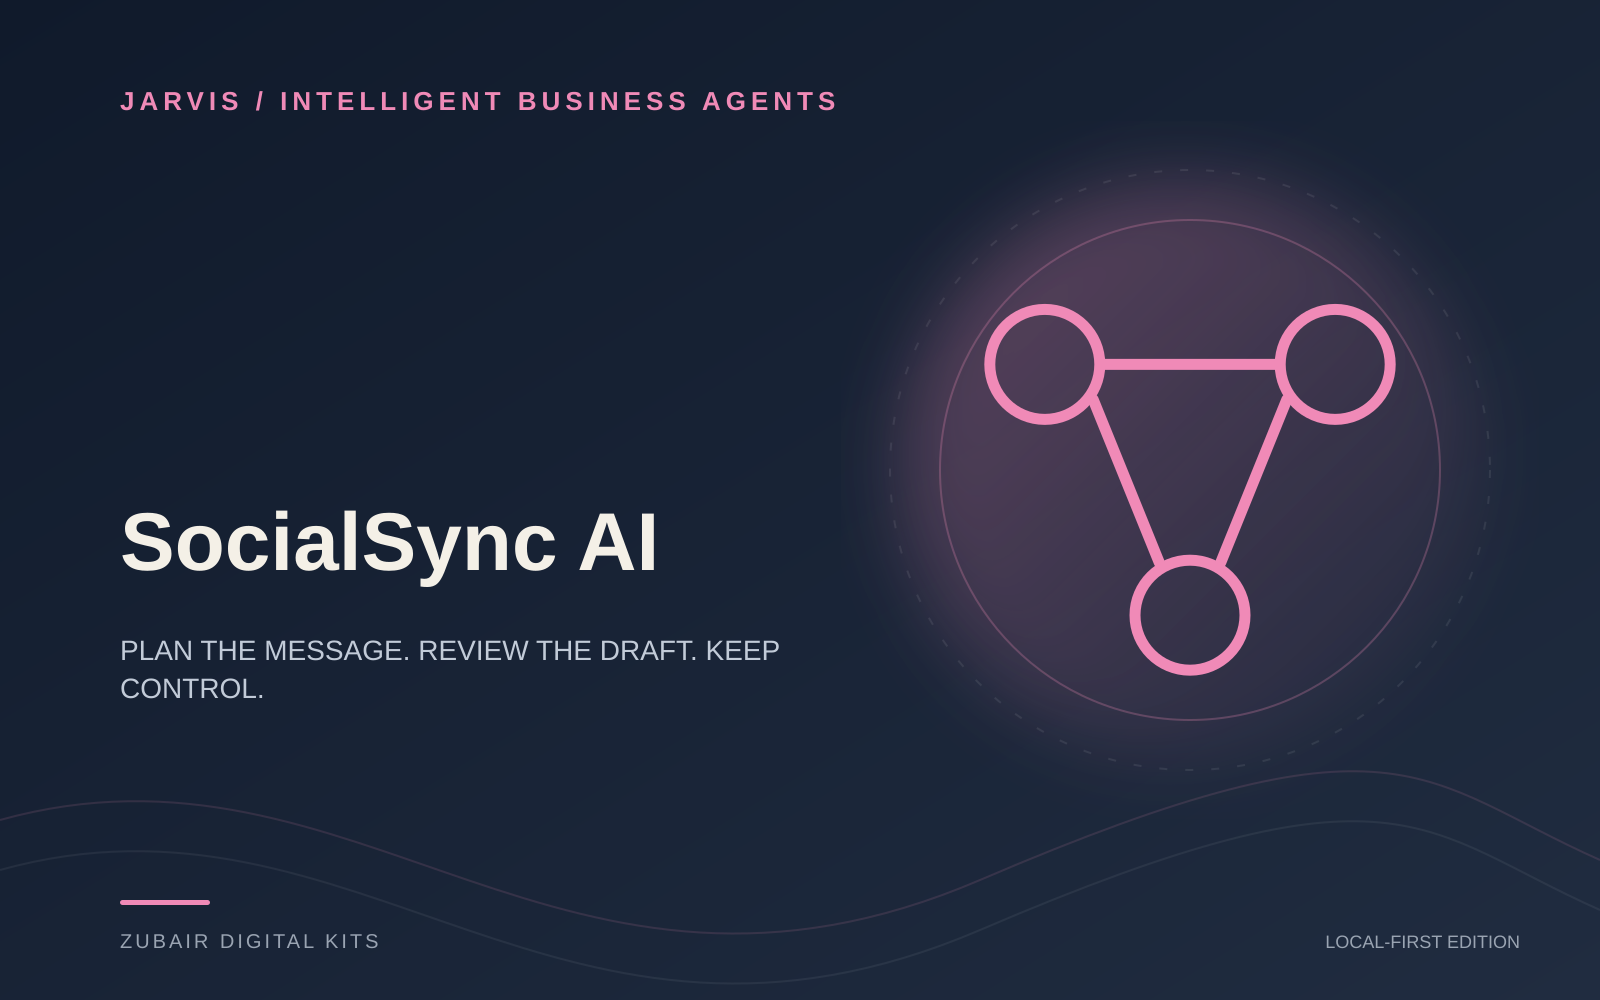 JARVIS / INTELLIGENT BUSINESS AGENTS
SocialSync AI
PLAN THE MESSAGE. REVIEW THE DRAFT. KEEP
CONTROL.
ZUBAIR DIGITAL KITS
LOCAL-FIRST EDITION